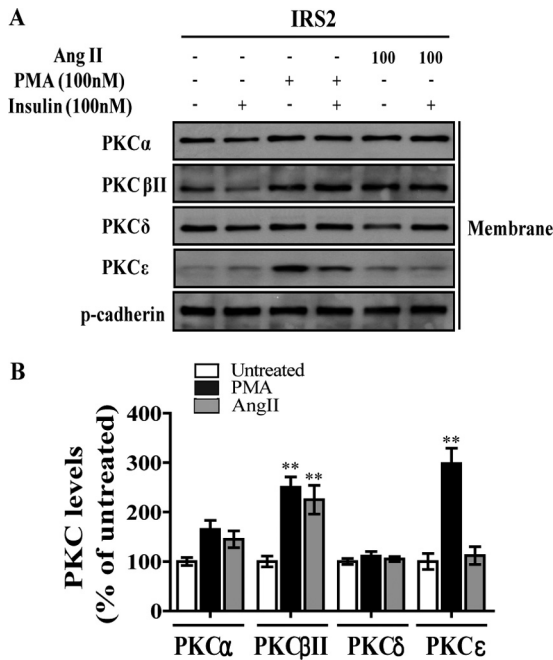 A
IRS2
Ang II - - - - 100 100
PMA (100nM) - - + + - -
Insulin (100nM) - + - + - +
PKCα
PKCβII
PKCδ
PKCε
p-cadherin
Membrane
B
Untreated
PMA
AngII
PKC levels
(% of untreated)
400
300
200
100
0
** ** **
PKCα PKCβII PKCδ PKCε